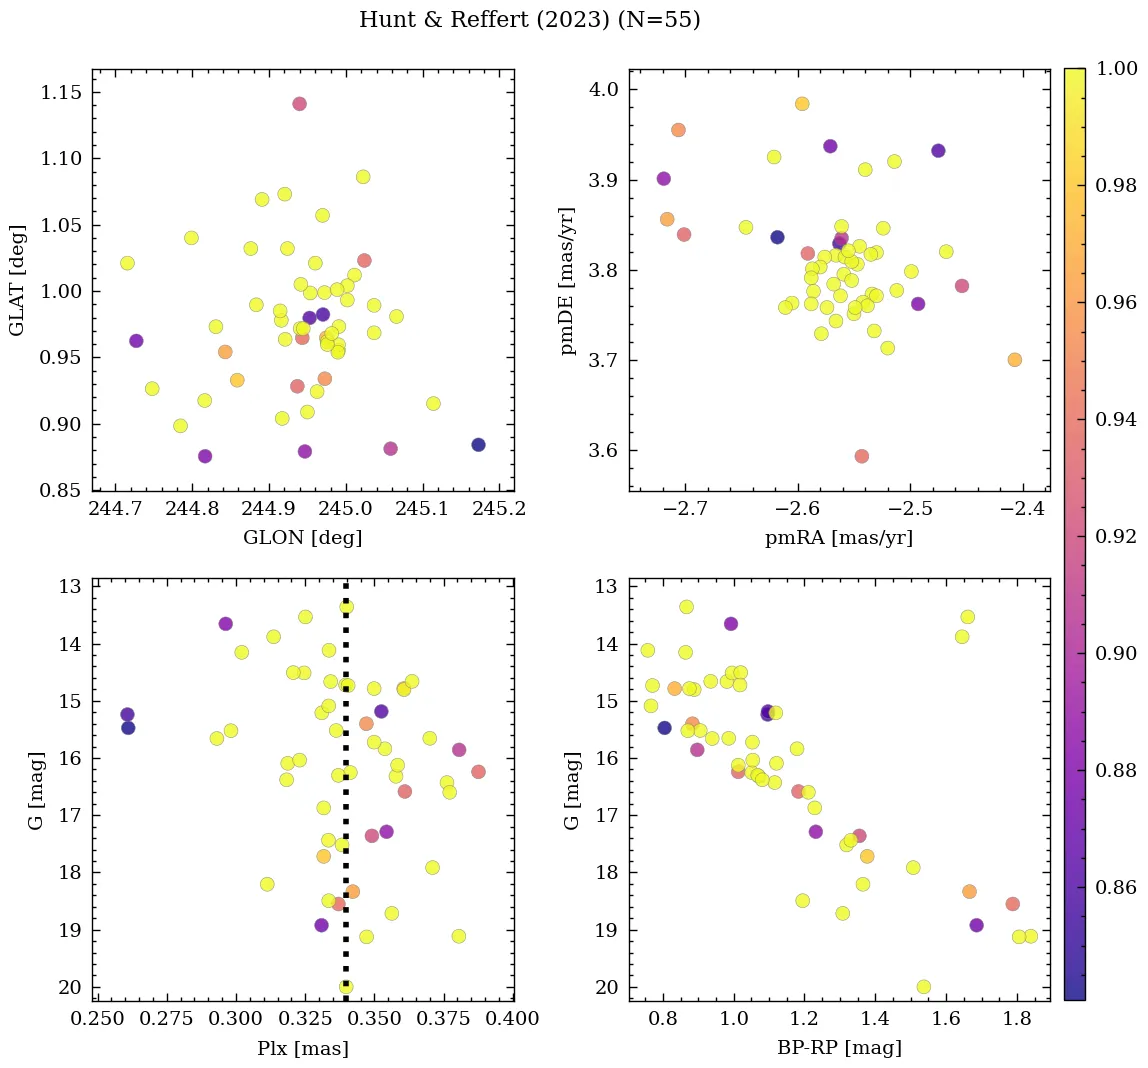 Hunt & Reffert (2023) (N=55)
1.15
1.10
1.05
1.00
0.95
0.90
0.85
GLAT [deg]
244.7 244.8 244.9 245.0 245.1 245.2
GLON [deg]
4.0
3.9
3.8
3.7
3.6
pmDE [mas/yr]
−2.7 −2.6 −2.5 −2.4
pmRA [mas/yr]
1.00
0.98
0.96
0.94
0.92
0.90
0.88
0.86
13
14
15
16
17
18
19
20
G [mag]
0.250 0.275 0.300 0.325 0.350 0.375 0.400
Plx [mas]
13
14
15
16
17
18
19
20
G [mag]
0.8 1.0 1.2 1.4 1.6 1.8
BP-RP [mag]